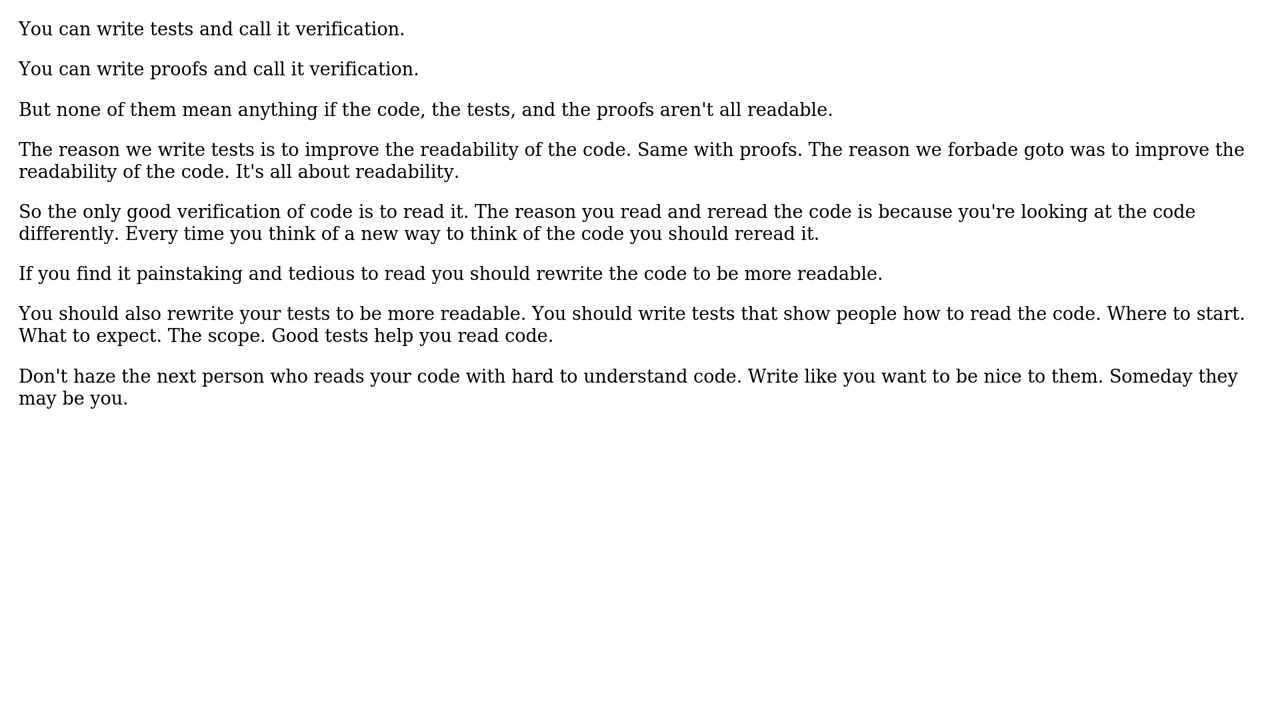 You can write tests and call it verification.
You can write proofs and call it verification.
But none of them mean anything if the code, the tests, and the proofs aren't all readable.
The reason we write tests is to improve the readability of the code. Same with proofs. The reason we forbade goto was to improve the
readability of the code. It's all about readability.
So the only good verification of code is to read it. The reason you read and reread the code is because you're looking at the code
differently. Every time you think of a new way to think of the code you should reread it.
If you find it painstaking and tedious to read you should rewrite the code to be more readable.
You should also rewrite your tests to be more readable. You should write tests that show people how to read the code. Where to start.
What to expect. The scope. Good tests help you read code.
Don't haze the next person who reads your code with hard to understand code. Write like you want to be nice to them. Someday they
may be you.